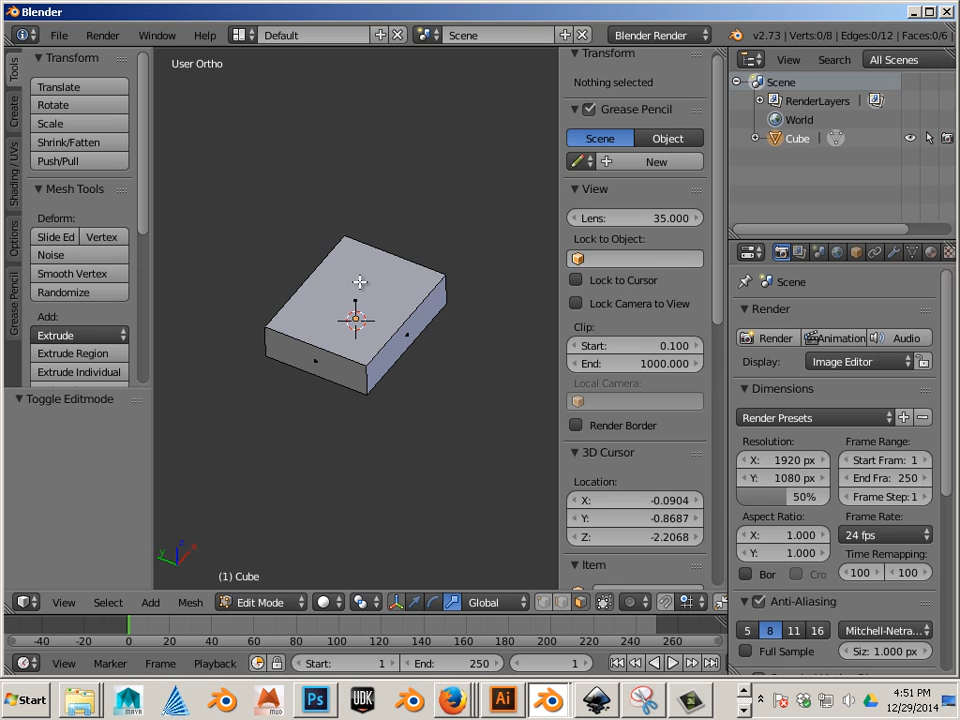 Blender
File Render Window Help Default Scene Blender Render v2.73 | Verts:0/8 | Edges:0/12 | Faces:0/6
Tools
Create
Shading / UVs
Options
Grease Pencil
Transform
Translate
Rotate
Scale
Shrink/Fatten
Push/Pull
Mesh Tools
Deform:
Slide Ed Vertex
Noise
Smooth Vertex
Randomize
Add:
Extrude
Extrude Region
Extrude Individual
Toggle Editmode
User Ortho
(1) Cube
Transform
Nothing selected
Grease Pencil
Scene Object
New
View
Lens: 35.000
Lock to Object:
Lock to Cursor
Lock Camera to View
Clip:
Start: 0.100
End: 1000.000
Local Camera:
Render Border
3D Cursor
Location:
X: -0.0904
Y: -0.8687
Z: -2.2068
Item
View Search All Scenes
Scene
RenderLayers
World
Cube
Scene
Render
Render Animation Audio
Display: Image Editor
Dimensions
Render Presets
Resolution: Frame Range:
X: 1920 px Start Fram: 1
Y: 1080 px End Fra: 250
50% Frame Step: 1
Aspect Ratio: Frame Rate:
X: 1.000 24 fps
Y: 1.000 Time Remapping:
Bor Cro 100 100
Anti-Aliasing
5 8 11 16 Mitchell-Netra...
Full Sample Siz: 1.000 px
View Select Add Mesh Edit Mode Global
-40 -20 0 20 40 60 80 100 120 140 160 180 200 220 240 260
View Marker Frame Playback Start: 1 End: 250 1
Start MAYA MUD Ps UDK Ai 4:51 PM
12/29/2014